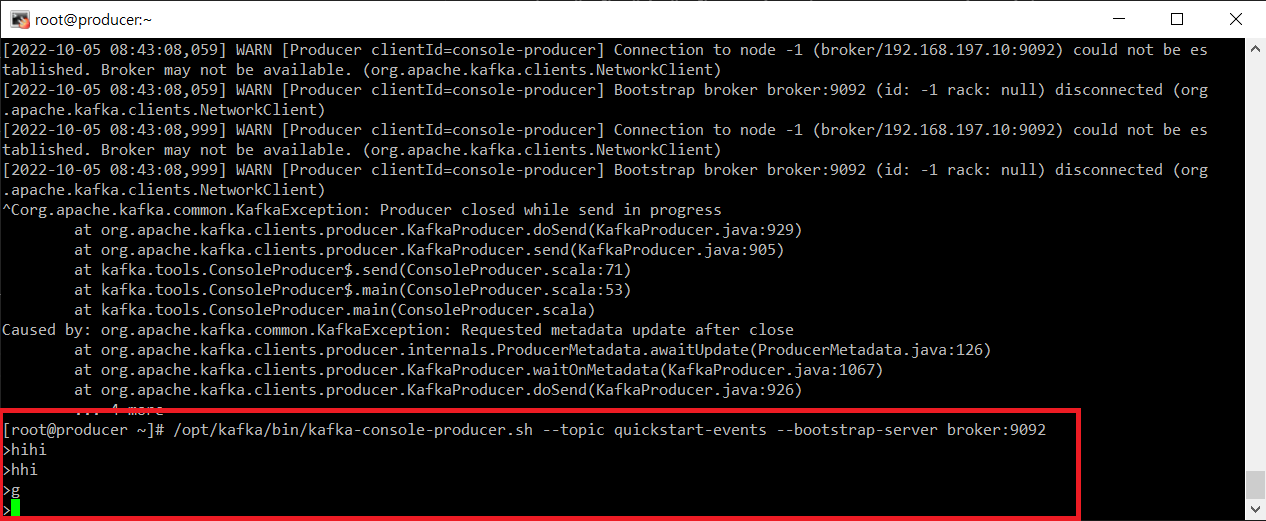 root@producer:~
[2022-10-05 08:43:08,059] WARN [Producer clientId=console-producer] Connection to node -1 (broker/192.168.197.10:9092) could not be es
tablished. Broker may not be available. (org.apache.kafka.clients.NetworkClient)
[2022-10-05 08:43:08,059] WARN [Producer clientId=console-producer] Bootstrap broker broker:9092 (id: -1 rack: null) disconnected (org
.apache.kafka.clients.NetworkClient)
[2022-10-05 08:43:08,999] WARN [Producer clientId=console-producer] Connection to node -1 (broker/192.168.197.10:9092) could not be es
tablished. Broker may not be available. (org.apache.kafka.clients.NetworkClient)
[2022-10-05 08:43:08,999] WARN [Producer clientId=console-producer] Bootstrap broker broker:9092 (id: -1 rack: null) disconnected (org
.apache.kafka.clients.NetworkClient)
^Corg.apache.kafka.common.KafkaException: Producer closed while send in progress
at org.apache.kafka.clients.producer.KafkaProducer.doSend(KafkaProducer.java:929)
at org.apache.kafka.clients.producer.KafkaProducer.send(KafkaProducer.java:905)
at kafka.tools.ConsoleProducer$.send(ConsoleProducer.scala:71)
at kafka.tools.ConsoleProducer$.main(ConsoleProducer.scala:53)
at kafka.tools.ConsoleProducer.main(ConsoleProducer.scala)
Caused by: org.apache.kafka.common.KafkaException: Requested metadata update after close
at org.apache.kafka.clients.producer.internals.ProducerMetadata.awaitUpdate(ProducerMetadata.java:126)
at org.apache.kafka.clients.producer.KafkaProducer.waitOnMetadata(KafkaProducer.java:1067)
at org.apache.kafka.clients.producer.KafkaProducer.doSend(KafkaProducer.java:926)
... 4 more
[root@producer ~]# /opt/kafka/bin/kafka-console-producer.sh --topic quickstart-events --bootstrap-server broker:9092
>hihi
>hhi
>g
>